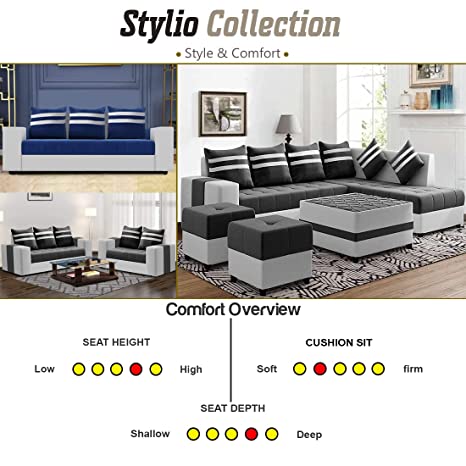 Stylio Collection
Style & Comfort
Comfort Overview
SEAT HEIGHT
Low High
CUSHION SIT
Soft firm
SEAT DEPTH
Shallow Deep